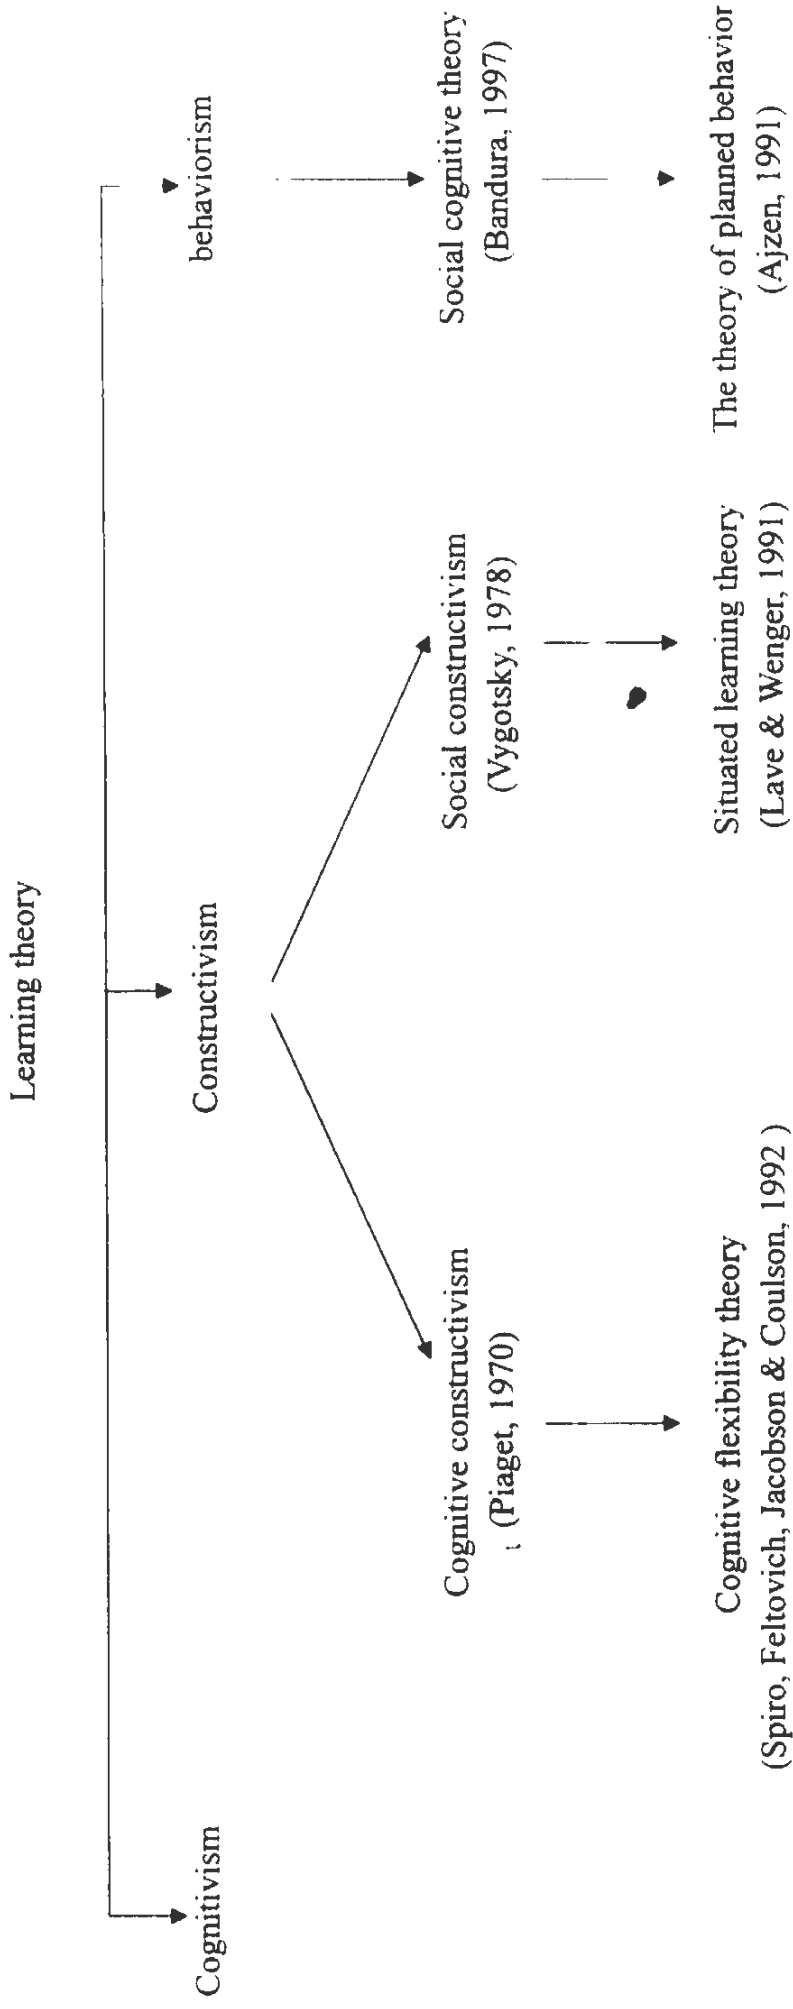 Learning theory
Cognitivism
Constructivism
behaviorism
Cognitive constructivism
(Piaget, 1970)
Social constructivism
(Vygotsky, 1978)
Social cognitive theory
(Bandura, 1997)
Cognitive flexibility theory
(Spiro, Feltovich, Jacobson & Coulson, 1992 )
Situated learning theory
(Lave & Wenger, 1991)
The theory of planned behavior
(Ajzen, 1991)